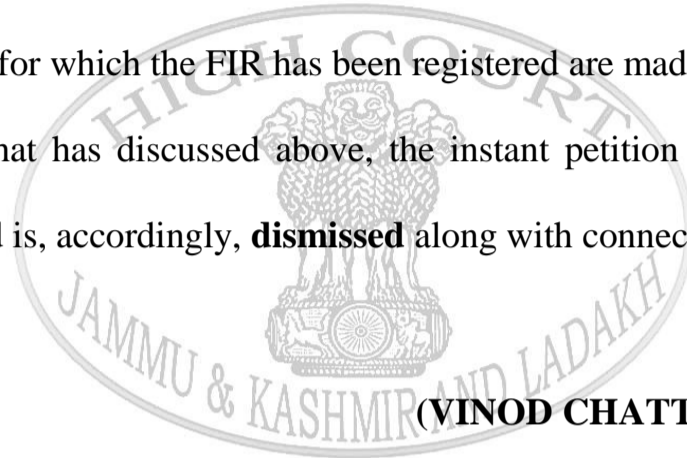 for which the FIR has been registered are mad
hat has discussed above, the instant petition
is, accordingly, dismissed along with connec
(VINOD CHATT
HIGH COURT
JAMMU & KASHMIR AND LADAKH